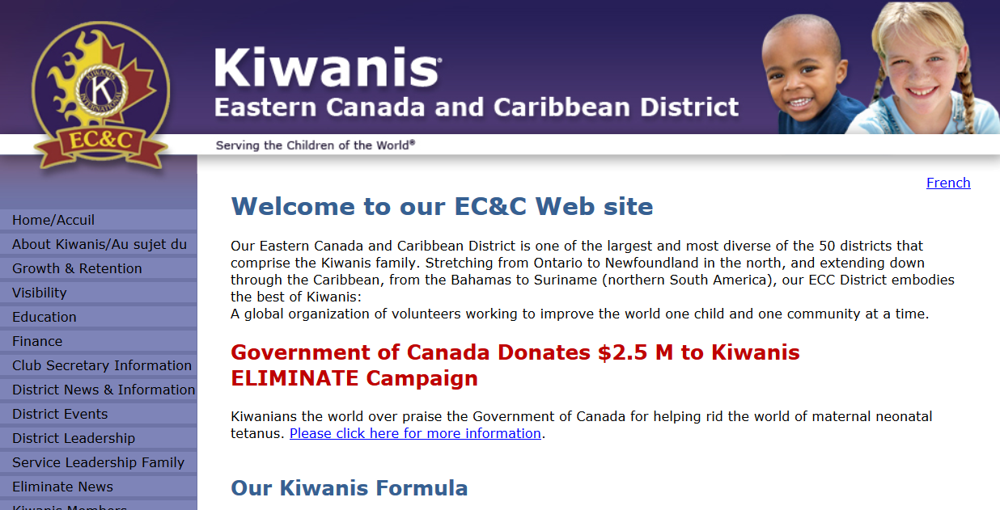 KIWANIS
K
INTERNATIONAL
EC&C
Kiwanis®
Eastern Canada and Caribbean District
Serving the Children of the World®
French
Home/Accuil
About Kiwanis/Au sujet du
Growth & Retention
Visibility
Education
Finance
Club Secretary Information
District News & Information
District Events
District Leadership
Service Leadership Family
Eliminate News
Kiwanis Members
Welcome to our EC&C Web site
Our Eastern Canada and Caribbean District is one of the largest and most diverse of the 50 districts that
comprise the Kiwanis family. Stretching from Ontario to Newfoundland in the north, and extending down
through the Caribbean, from the Bahamas to Suriname (northern South America), our ECC District embodies
the best of Kiwanis:
A global organization of volunteers working to improve the world one child and one community at a time.
Government of Canada Donates $2.5 M to Kiwanis
ELIMINATE Campaign
Kiwanians the world over praise the Government of Canada for helping rid the world of maternal neonatal
tetanus. Please click here for more information.
Our Kiwanis Formula